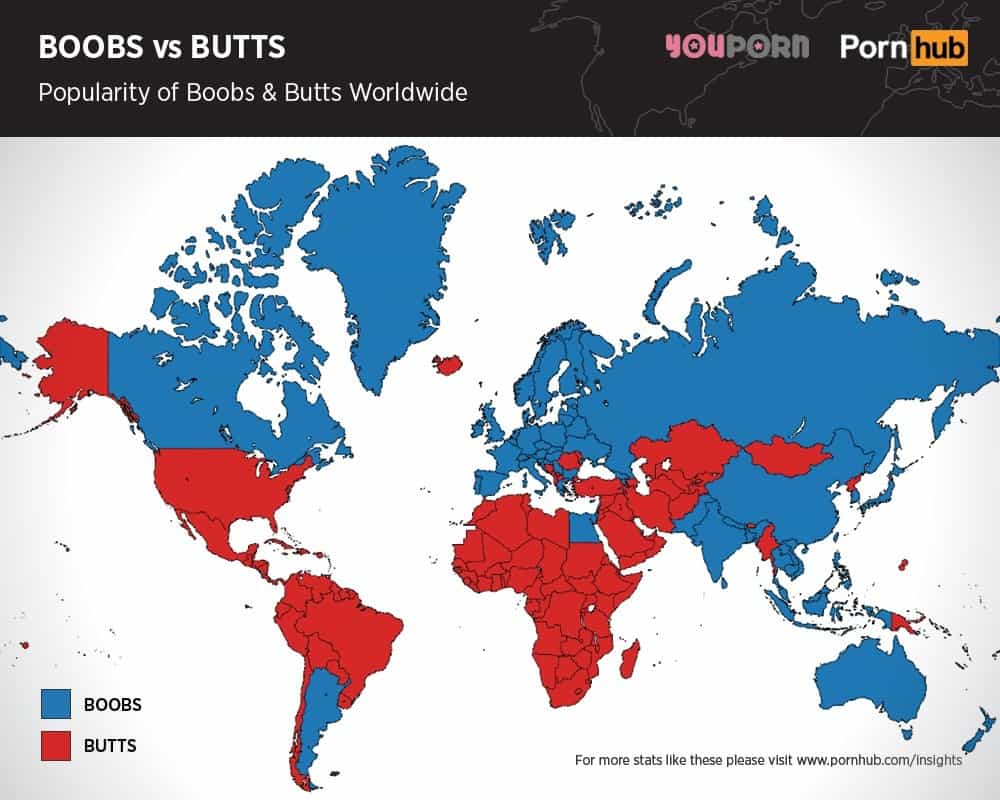 BOOBS vs BUTTS
YOUPORN
Pornhub
Popularity of Boobs & Butts Worldwide
BOOBS
BUTTS
For more stats like these please visit www.pornhub.com/insights